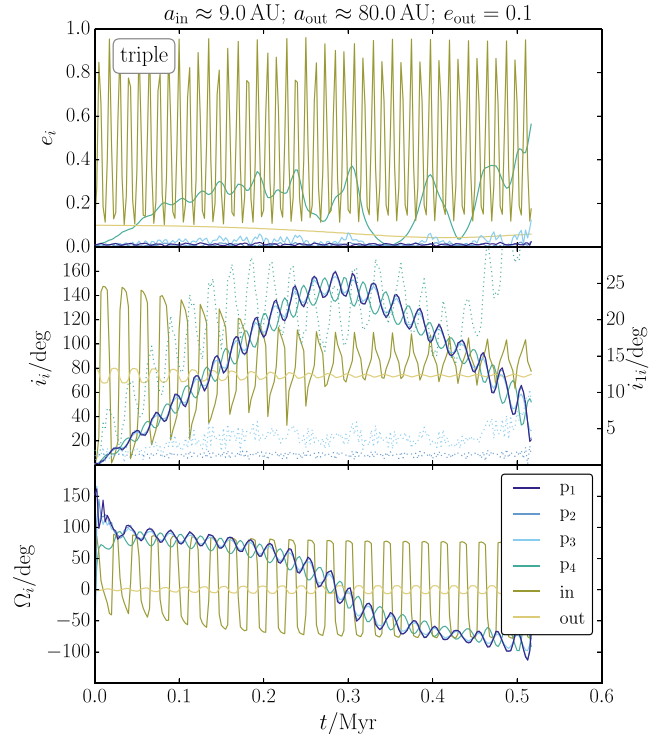 a_in ≈ 9.0 AU; a_out ≈ 80.0 AU; e_out = 0.1
triple
1.0
0.8
0.6
0.4
0.2
0.0
e_i
160
140
120
100
80
60
40
20
i_i/deg
25
20
15
10
5
i_1i/deg
150
100
50
0
−50
−100
Ω_i/deg
p₁
p₂
p₃
p₄
in
out
0.0 0.1 0.2 0.3 0.4 0.5 0.6
t/Myr